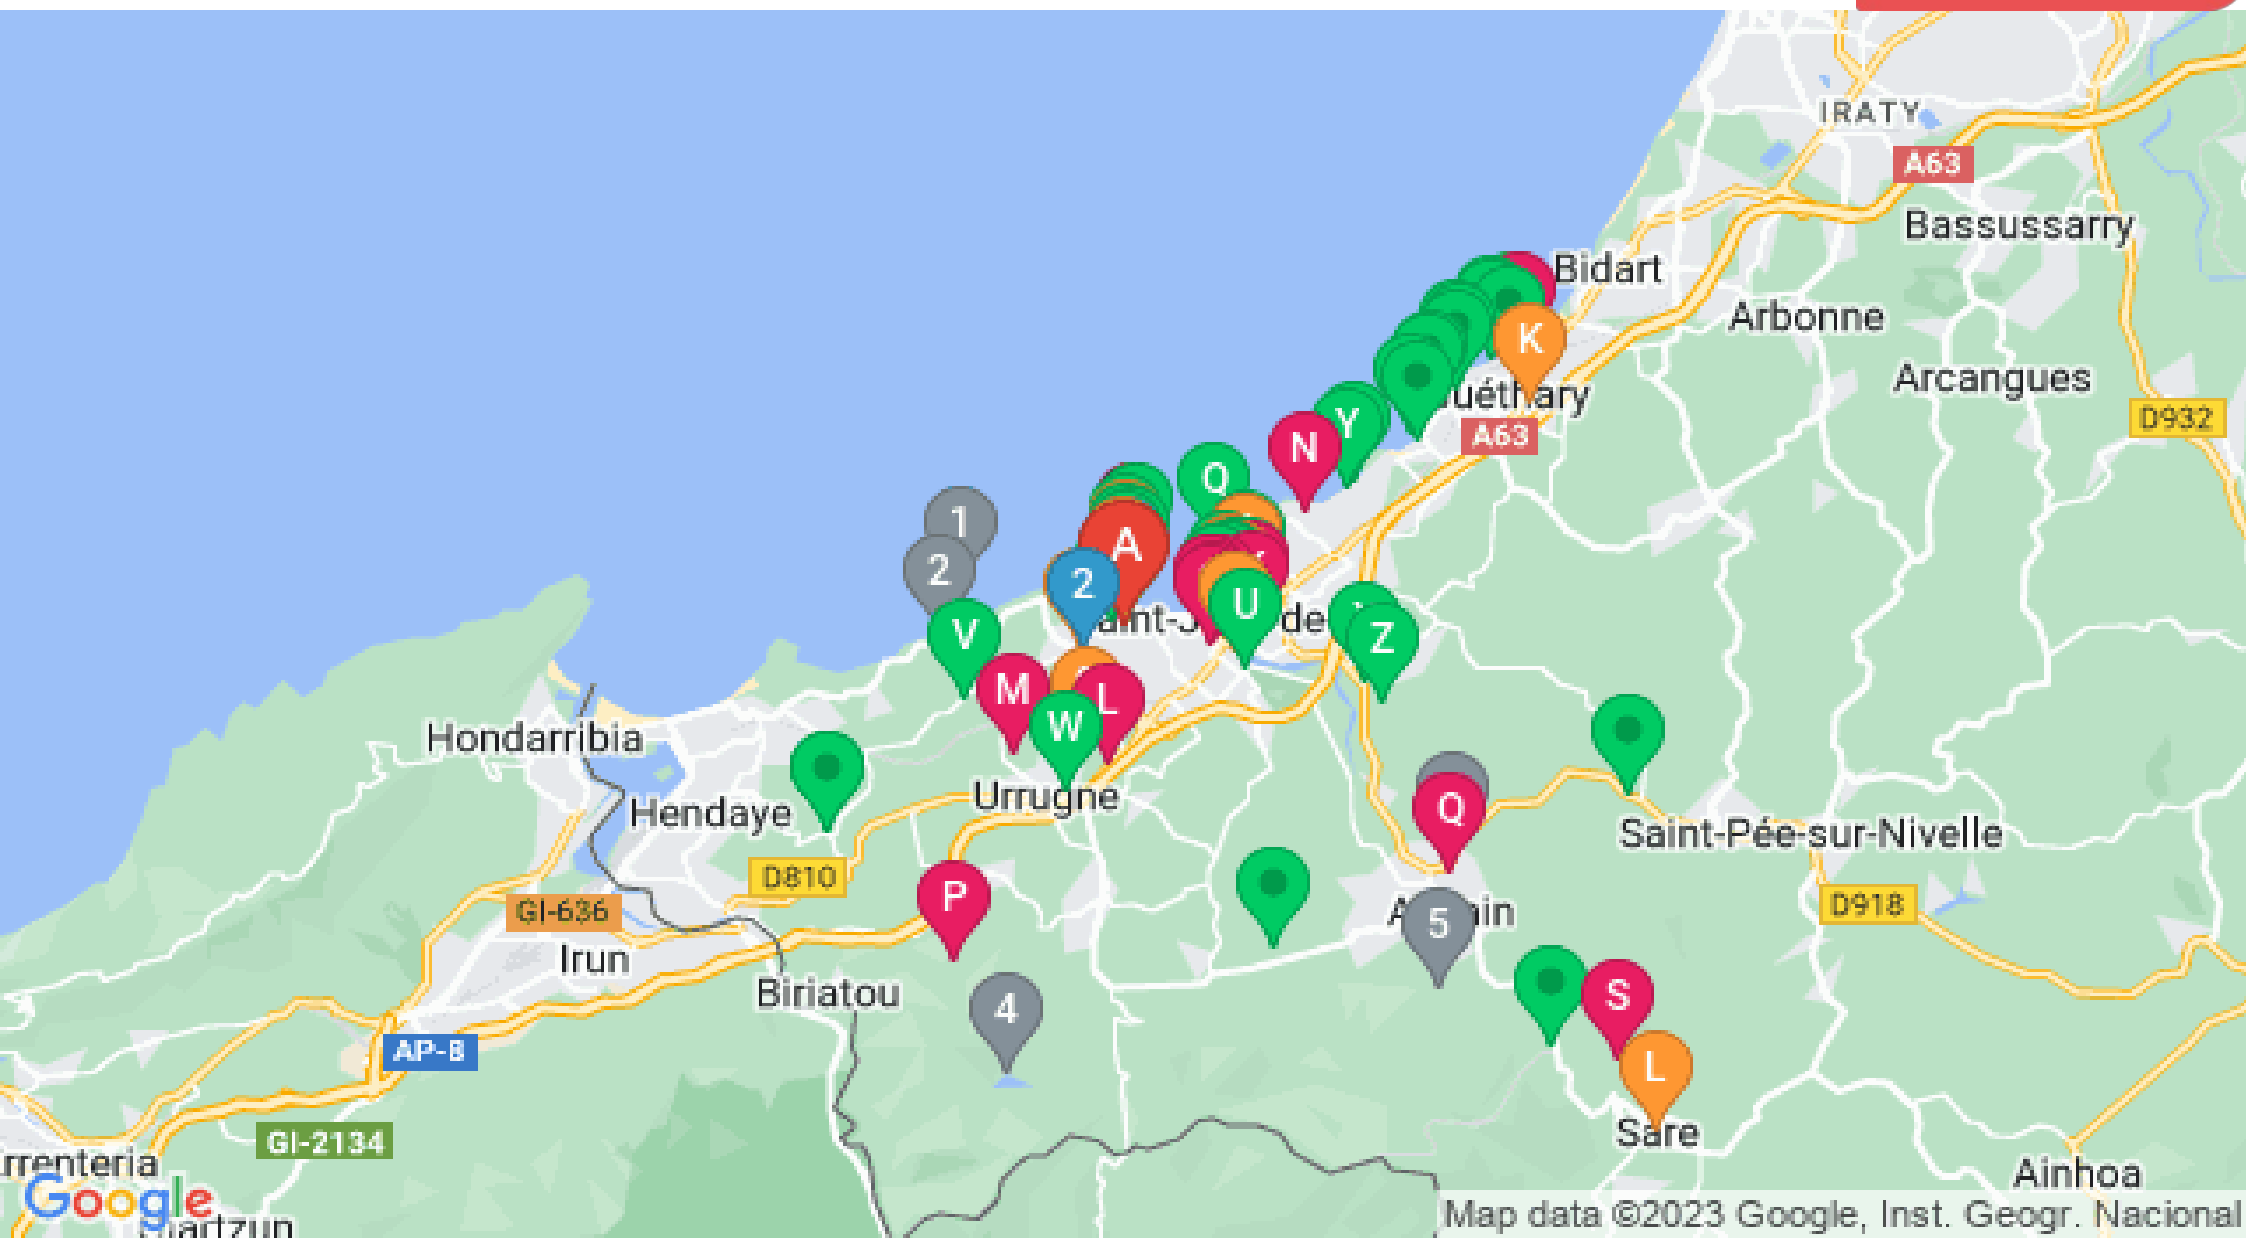 IRATY
A63
Bassussarry
Bidart
Arbonne
K
Arcangues
D932
Y
A63
N
Q
1
A
2
2
U
V
Z
M
L
W
Hondarribia
Urrugne
Hendaye
Q
Saint-Pée-sur-Nivelle
D810
P
D918
GI-636
5
Irun
Biriatou
4
S
AP-8
L
Sare
GI-2134
Ainhoa
Google
Map data ©2023 Google, Inst. Geogr. Nacional